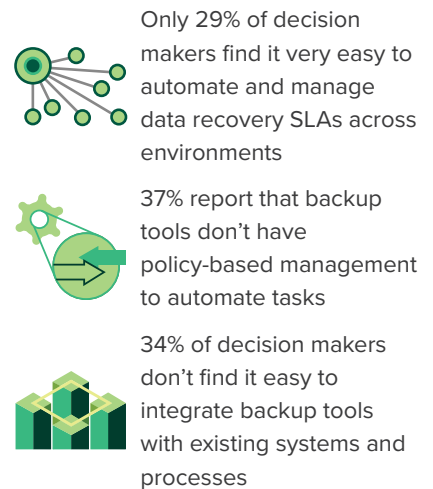 Only 29% of decision
makers find it very easy to
automate and manage
data recovery SLAs across
environments
37% report that backup
tools don’t have
policy-based management
to automate tasks
34% of decision makers
don’t find it easy to
integrate backup tools
with existing systems and
processes